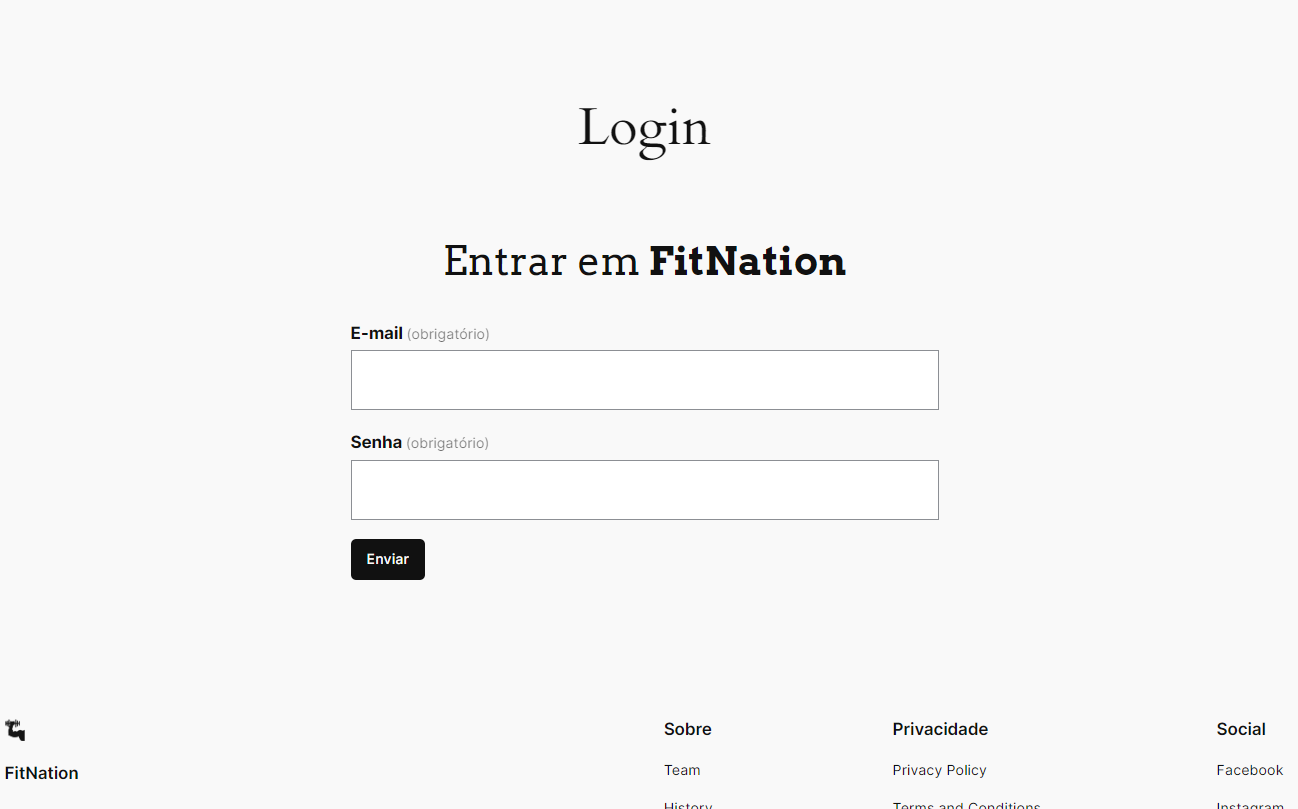 Login
Entrar em FitNation
E-mail (obrigatório)
Senha (obrigatório)
Enviar
FitNation
Sobre
Team
History
Privacidade
Privacy Policy
Terms and Conditions
Social
Facebook
Instagram